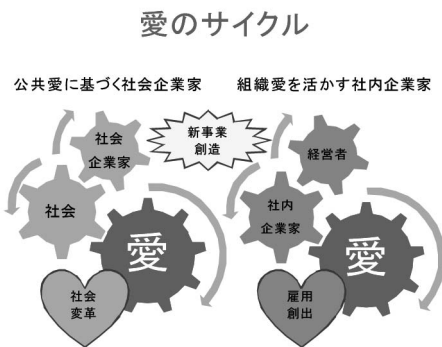 愛のサイクル
公共愛に基づく社会企業家
組織愛を活かす社内企業家
社会
企業家
新事業
創造
経営者
社会
社内
企業家
愛
愛
社会
変革
雇用
創出